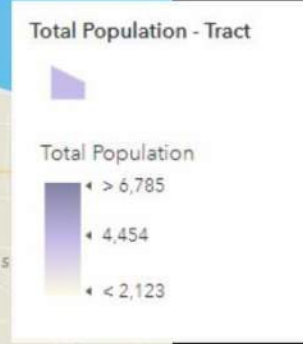 Total Population - Tract
Total Population
> 6,785
4,454
< 2,123
s